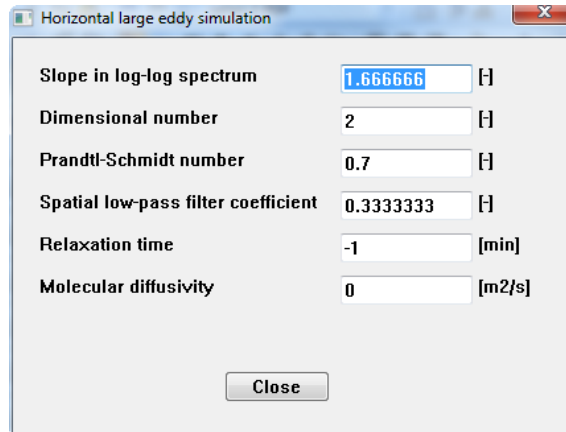 Horizontal large eddy simulation
Slope in log-log spectrum 1.666666 [-]
Dimensional number 2 [-]
Prandtl-Schmidt number 0.7 [-]
Spatial low-pass filter coefficient 0.3333333 [-]
Relaxation time -1 [min]
Molecular diffusivity 0 [m2/s]
Close